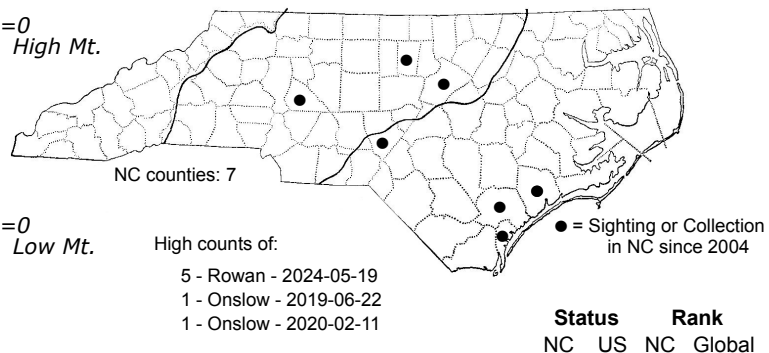 =0
High Mt.
NC counties: 7
=0
Low Mt.
● = Sighting or Collection
in NC since 2004
High counts of:
5 - Rowan - 2024-05-19
1 - Onslow - 2019-06-22
1 - Onslow - 2020-02-11
Status Rank
NC US NC Global